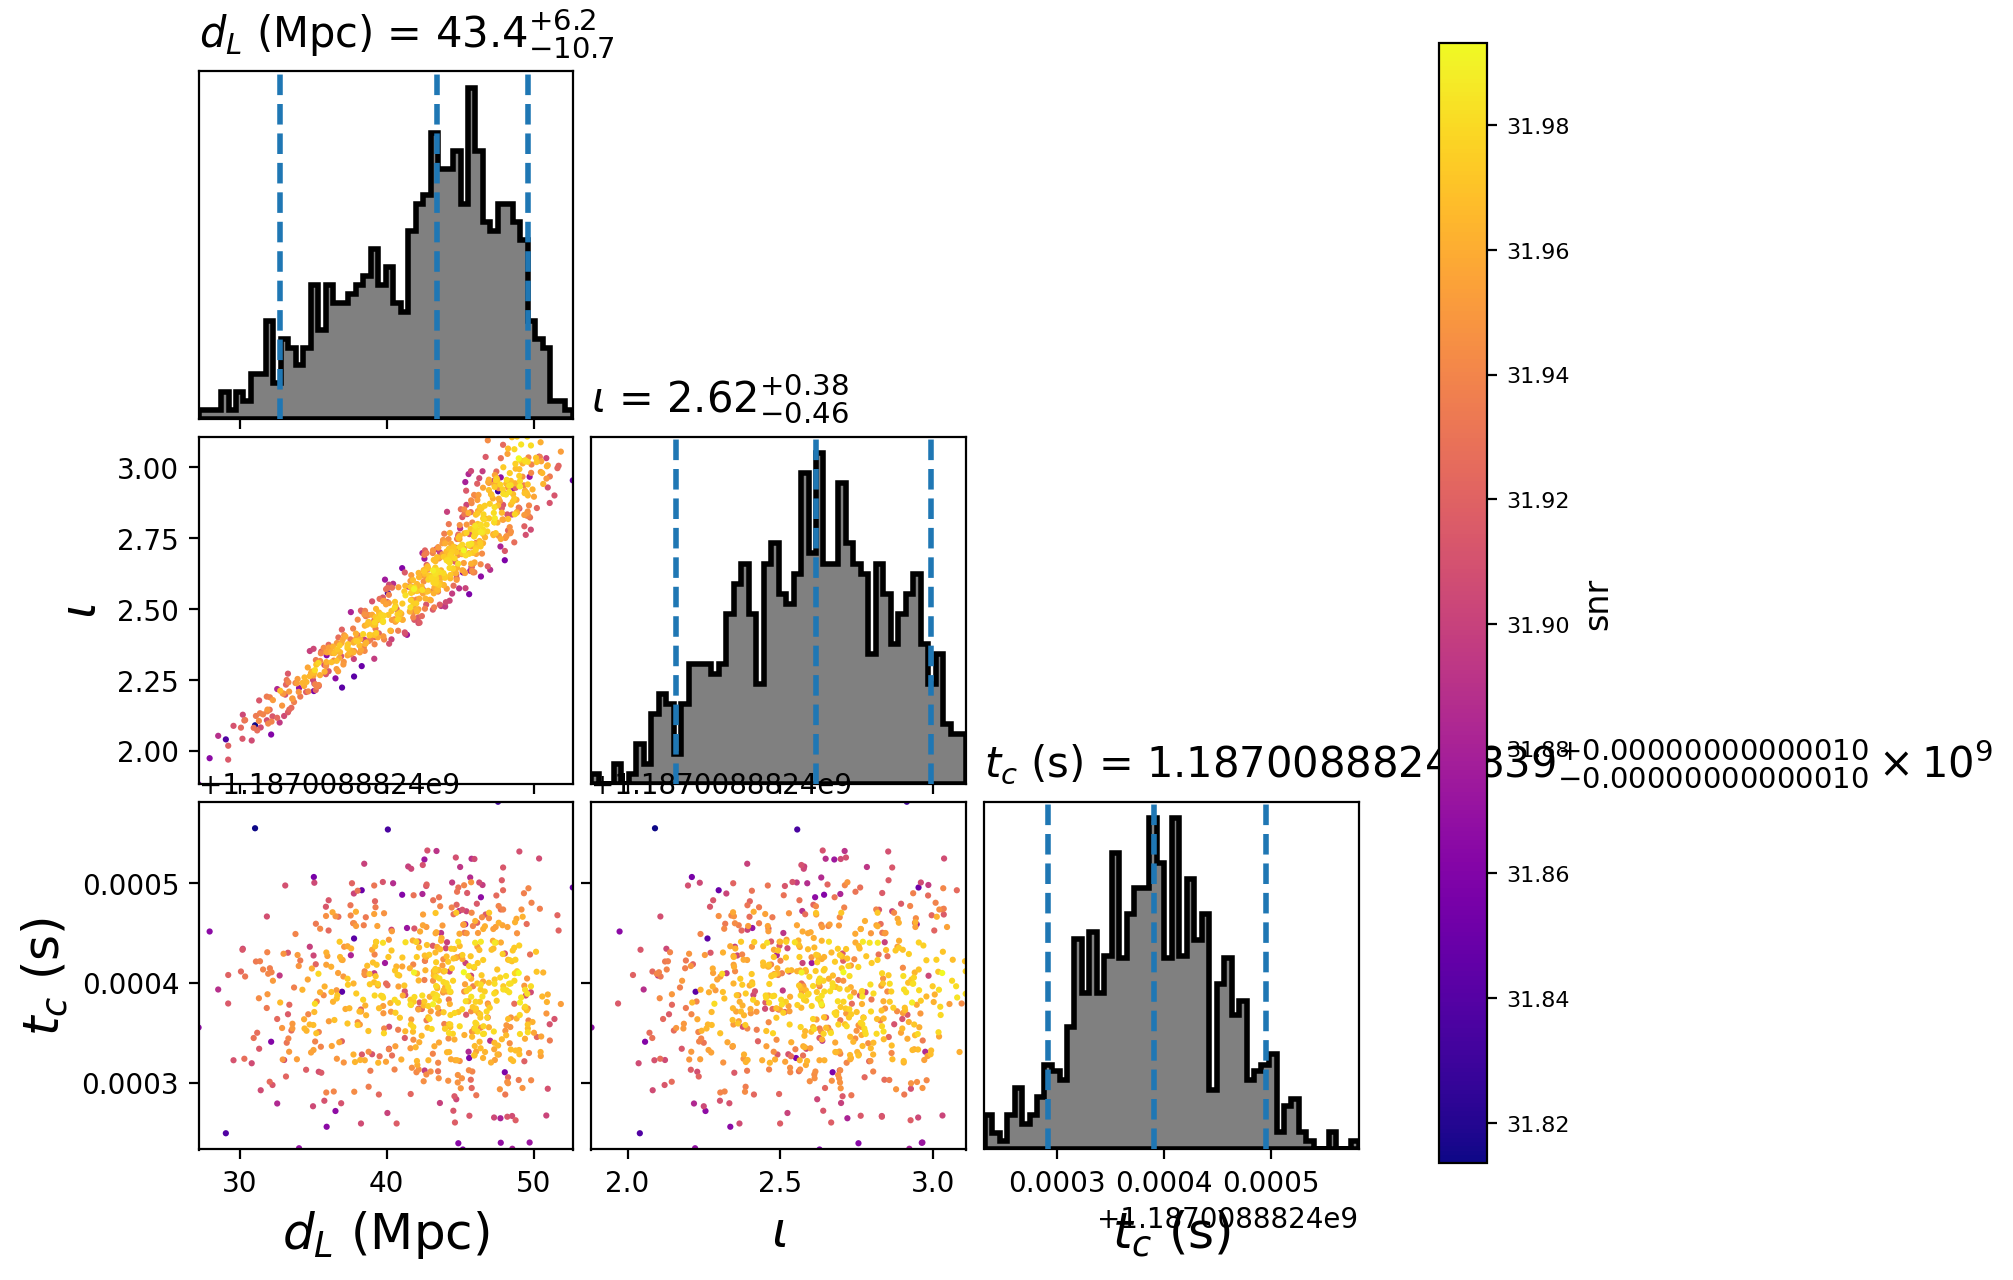 d_L (Mpc) = 43.4 +6.2 −10.7
31.98
31.96
31.94
31.92
31.90
31.88
31.86
31.84
31.82
snr
ι = 2.62 +0.38 −0.46
3.00
2.75
2.50
2.25
2.00
ι
t_c (s) = 1.1870088824 839 +0.00000000000010 −0.00000000000010 × 10^9
+1.1870088824e9
+1.1870088824e9
0.0005
0.0004
0.0003
t_c (s)
30
40
50
d_L (Mpc)
2.0
2.5
3.0
ι
0.0003
0.0004
0.0005
+1.1870088824e9
t_c (s)